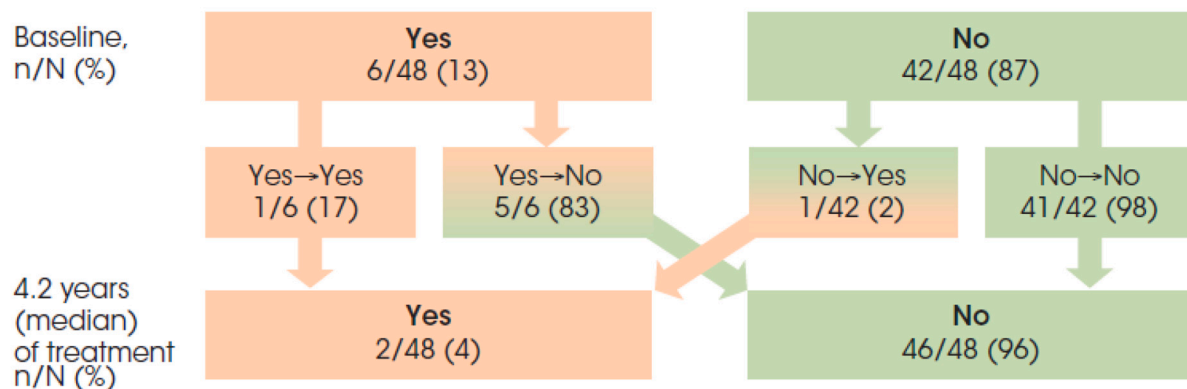 Baseline,
n/N (%)
Yes
6/48 (13)
No
42/48 (87)
Yes→Yes
1/6 (17)
Yes→No
5/6 (83)
No→Yes
1/42 (2)
No→No
41/42 (98)
4.2 years
(median)
of treatment
n/N (%)
Yes
2/48 (4)
No
46/48 (96)